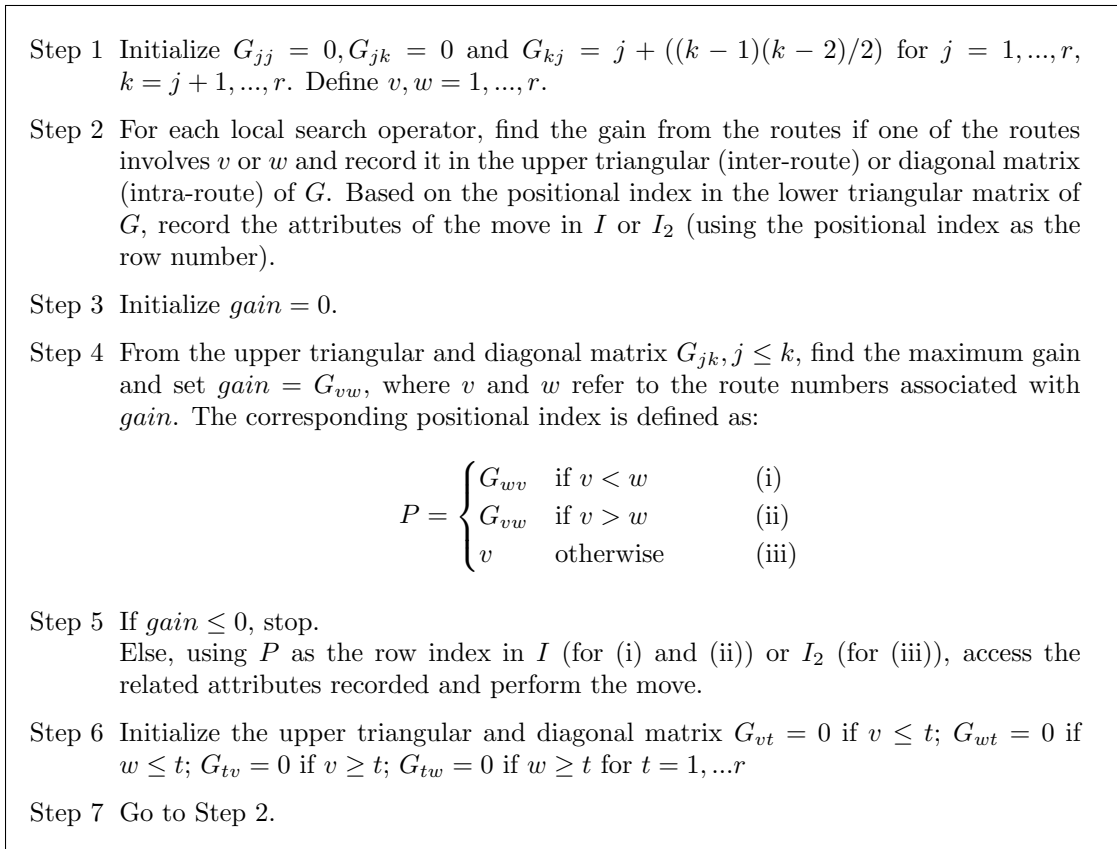 Step 1 Initialize G_{jj} = 0, G_{jk} = 0 and G_{kj} = j + ((k − 1)(k − 2)/2) for j = 1, ..., r,
k = j + 1, ..., r. Define v, w = 1, ..., r.
Step 2 For each local search operator, find the gain from the routes if one of the routes
involves v or w and record it in the upper triangular (inter-route) or diagonal matrix
(intra-route) of G. Based on the positional index in the lower triangular matrix of
G, record the attributes of the move in I or I_2 (using the positional index as the
row number).
Step 3 Initialize gain = 0.
Step 4 From the upper triangular and diagonal matrix G_{jk}, j ≤ k, find the maximum gain
and set gain = G_{vw}, where v and w refer to the route numbers associated with
gain. The corresponding positional index is defined as:
P = { G_{wv} if v < w (i)
G_{vw} if v > w (ii)
v otherwise (iii)
Step 5 If gain ≤ 0, stop.
Else, using P as the row index in I (for (i) and (ii)) or I_2 (for (iii)), access the
related attributes recorded and perform the move.
Step 6 Initialize the upper triangular and diagonal matrix G_{vt} = 0 if v ≤ t; G_{wt} = 0 if
w ≤ t; G_{tv} = 0 if v ≥ t; G_{tw} = 0 if w ≥ t for t = 1, ...r
Step 7 Go to Step 2.